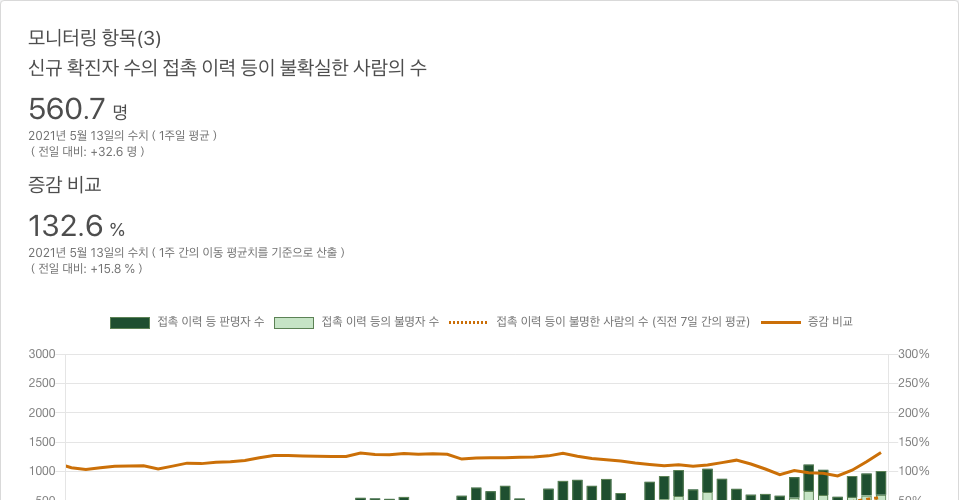 모니터링 항목(3)
신규 확진자 수의 접촉 이력 등이 불확실한 사람의 수
560.7 명
2021년 5월 13일의 수치 ( 1주일 평균 )
( 전일 대비: +32.6 명 )
증감 비교
132.6 %
2021년 5월 13일의 수치 ( 1주 간의 이동 평균치를 기준으로 산출 )
( 전일 대비: +15.8 % )
접촉 이력 등 판명자 수 접촉 이력 등의 불명자 수 접촉 이력 등이 불명한 사람의 수 (직전 7일 간의 평균) 증감 비교
3000 300%
2500 250%
2000 200%
1500 150%
1000 100%
500 50%